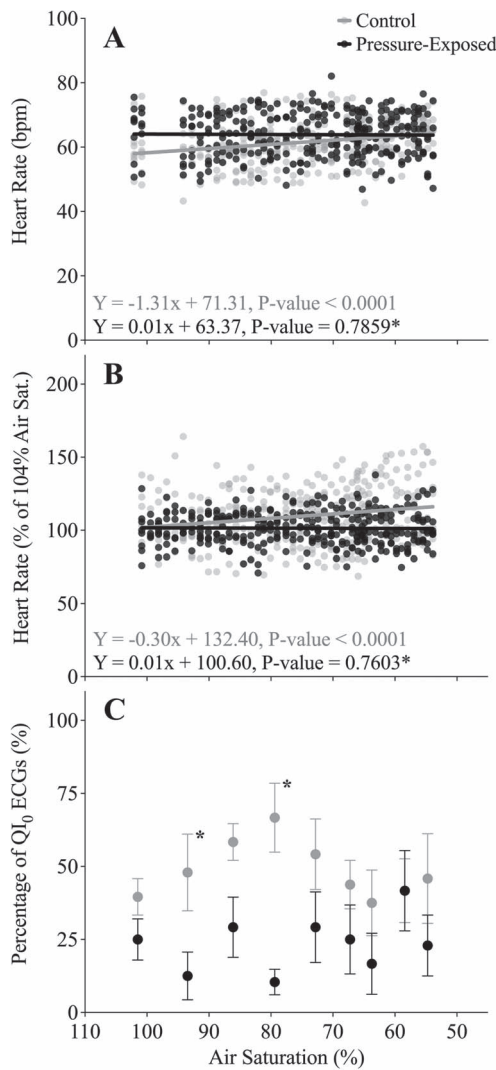 A
Control
Pressure-Exposed
Heart Rate (bpm)
100
80
60
40
20
0
Y = -1.31x + 71.31, P-value < 0.0001
Y = 0.01x + 63.37, P-value = 0.7859*
B
Heart Rate (% of 104% Air Sat.)
200
150
100
50
0
Y = -0.30x + 132.40, P-value < 0.0001
Y = 0.01x + 100.60, P-value = 0.7603*
C
Percentage of QI0 ECGs (%)
100
75
50
25
0
*
*
110 100 90 80 70 60 50
Air Saturation (%)